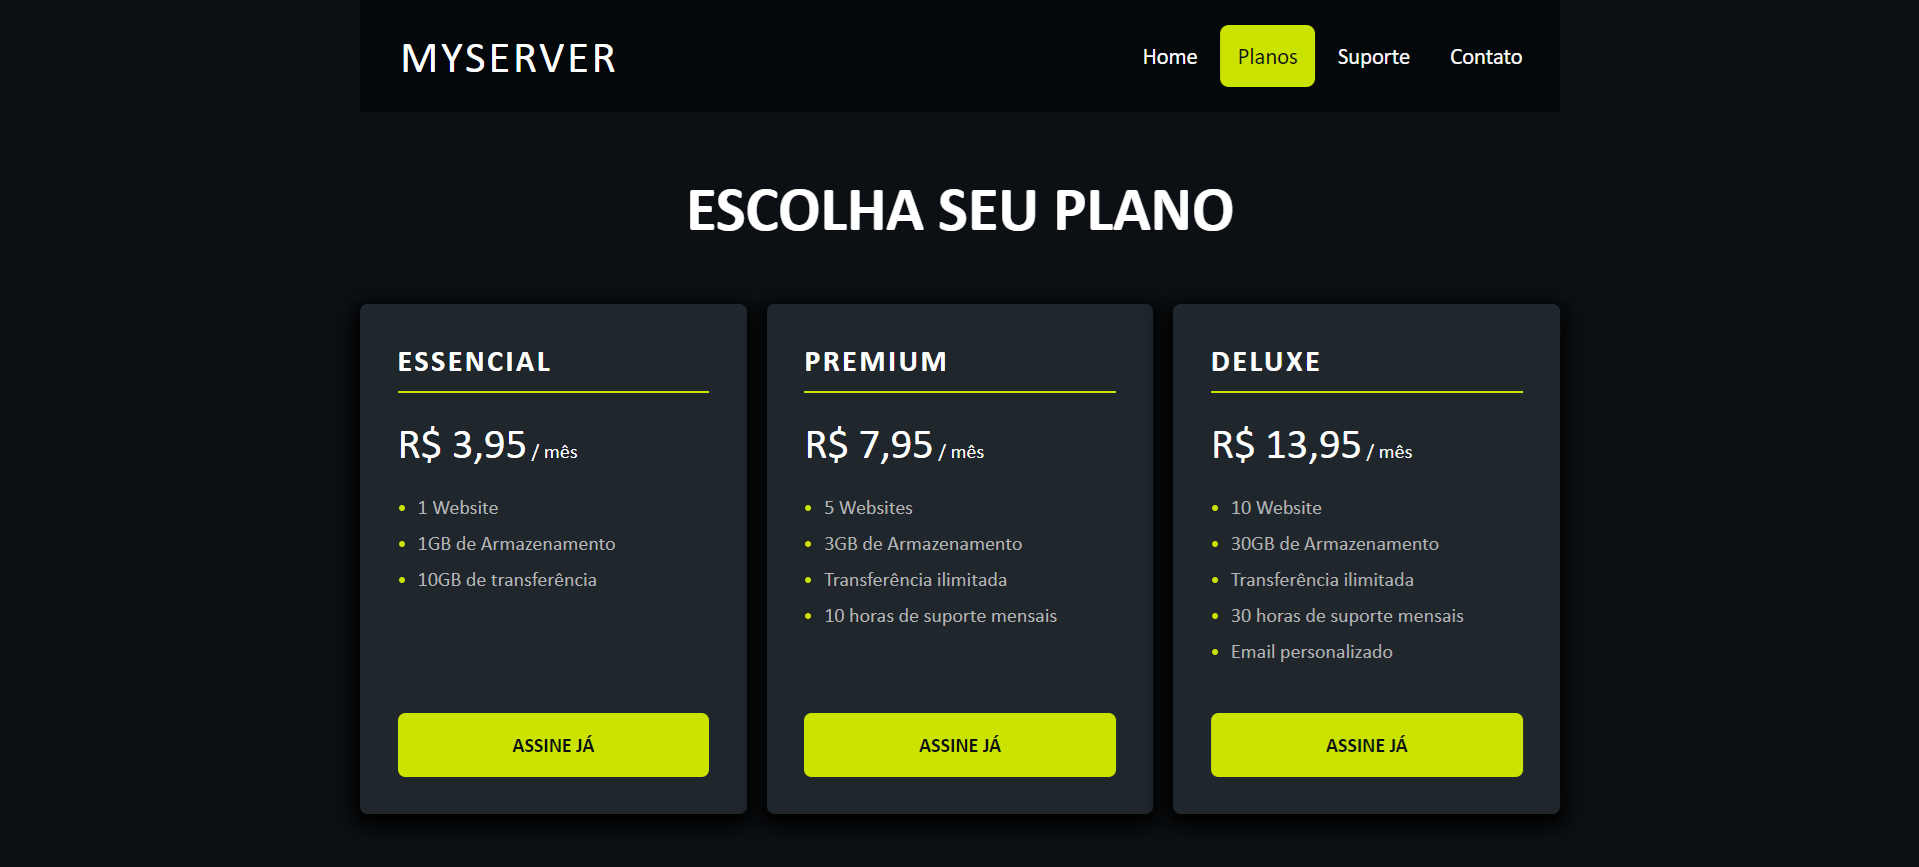 MYSERVER
Home Planos Suporte Contato
ESCOLHA SEU PLANO
ESSENCIAL
R$ 3,95 / mês
1 Website
1GB de Armazenamento
10GB de transferência
ASSINE JÁ
PREMIUM
R$ 7,95 / mês
5 Websites
3GB de Armazenamento
Transferência ilimitada
10 horas de suporte mensais
ASSINE JÁ
DELUXE
R$ 13,95 / mês
10 Website
30GB de Armazenamento
Transferência ilimitada
30 horas de suporte mensais
Email personalizado
ASSINE JÁ